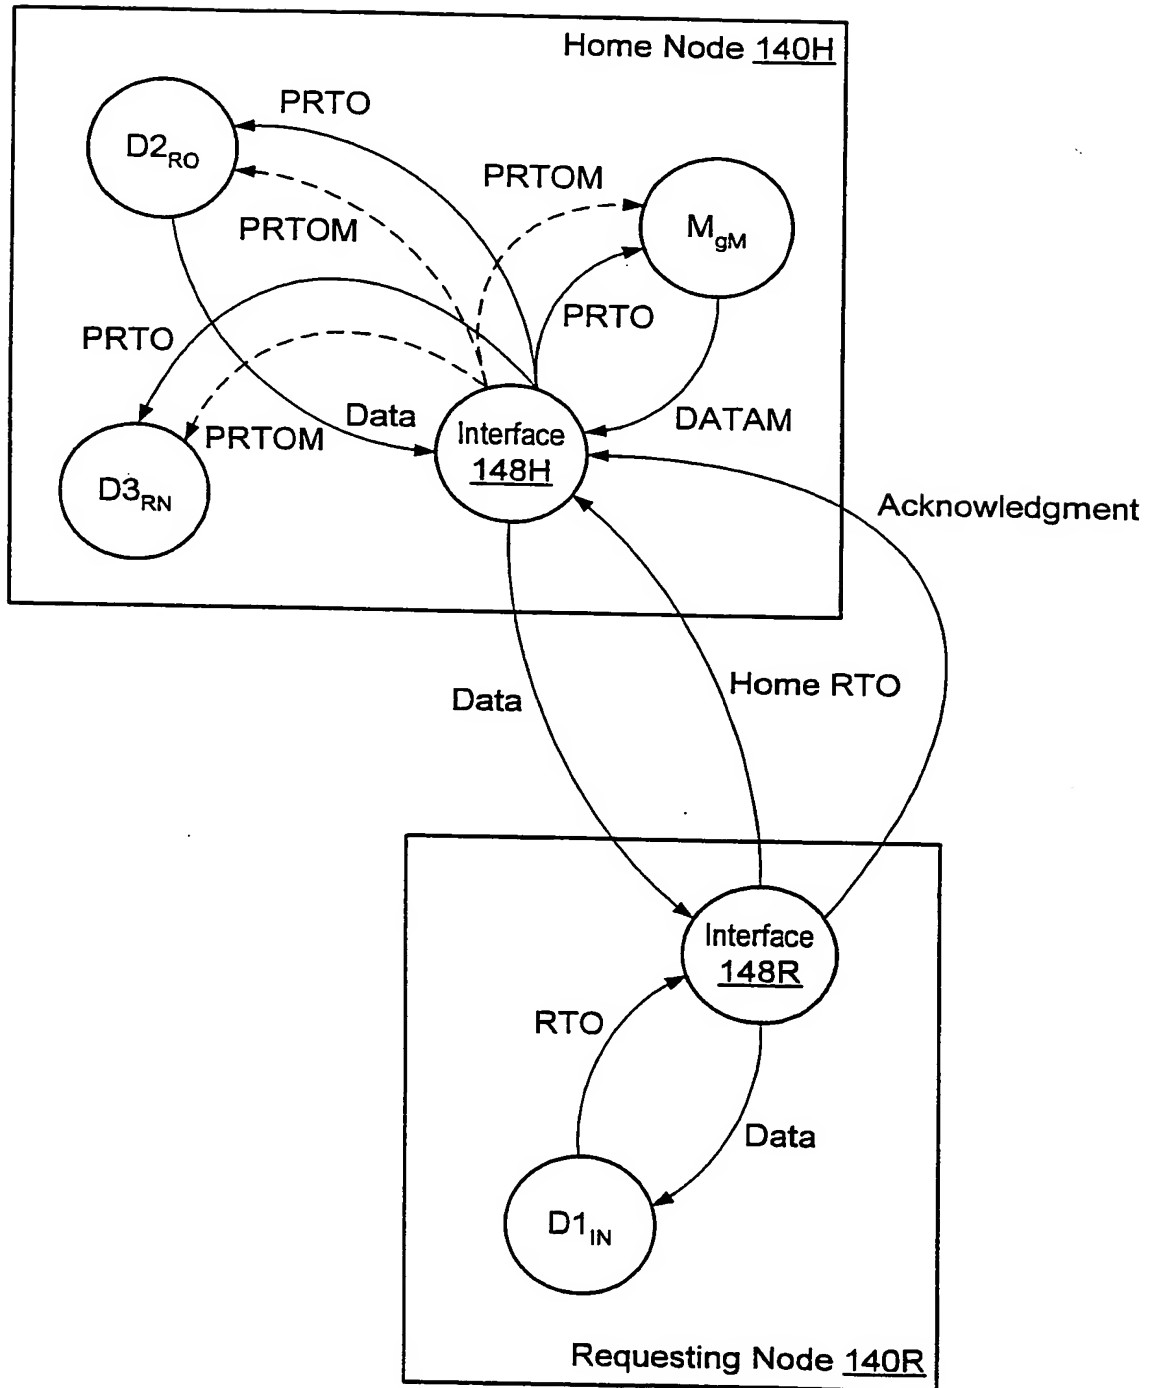 Home Node 140H
PRTO
D2RO
PRTOM
PRTOM
MgM
PRTO
PRTO
Data
DATAM
PRTOM
Interface
148H
D3RN
Acknowledgment
Data
Home RTO
Interface
148R
RTO
Data
D1IN
Requesting Node 140R